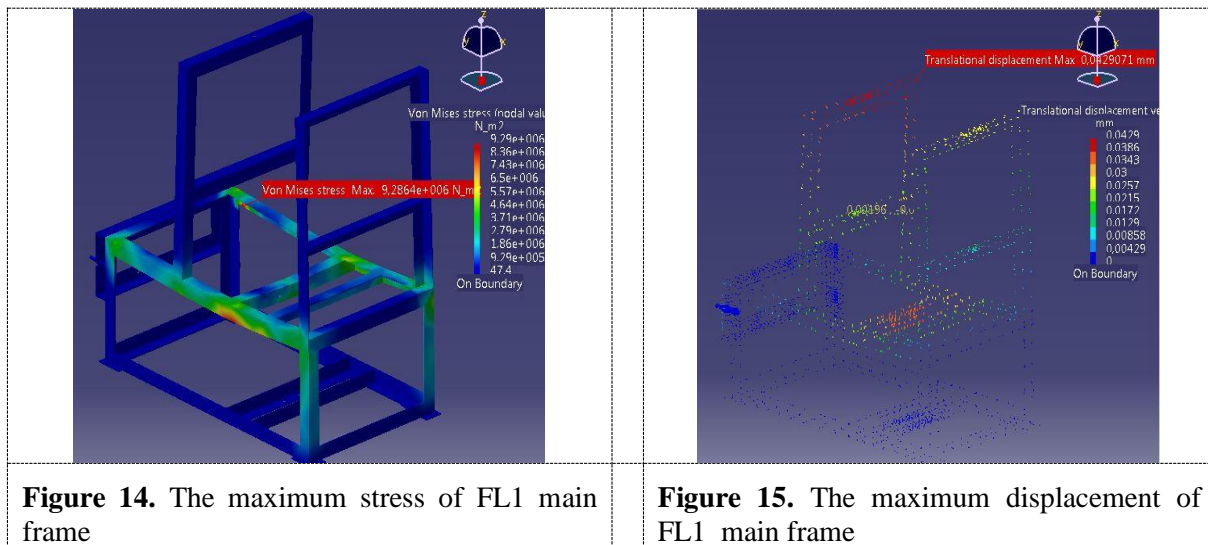 z
y
x
Von Mises stress (nodal valu
N_m2
9.29e+006
8.36e+006
7.43e+006
6.5e+006
5.57e+006
4.64e+006
3.71e+006
2.79e+006
1.86e+006
9.29e+005
47.4
On Boundary
Von Mises stress Max. 9,2864e+006 N_m2
Figure 14. The maximum stress of FL1 main
frame
z
y
x
Translational displacement Max 0,0429071 mm
Translational displacement ve
mm
0.0429
0.0386
0.0343
0.03
0.0257
0.0215
0.0172
0.0129
0.00858
0.00429
0
On Boundary
Figure 15. The maximum displacement of
FL1 main frame